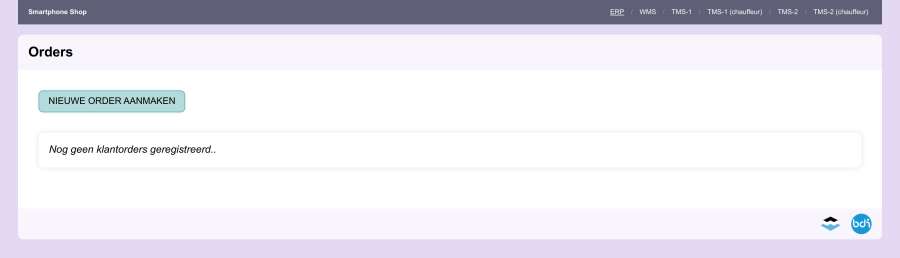 Smartphone Shop
ERP / WMS / TMS-1 / TMS-1 (chauffeur) / TMS-2 / TMS-2 (chauffeur)
Orders
NIEUWE ORDER AANMAKEN
Nog geen klantorders geregistreerd..
bdi